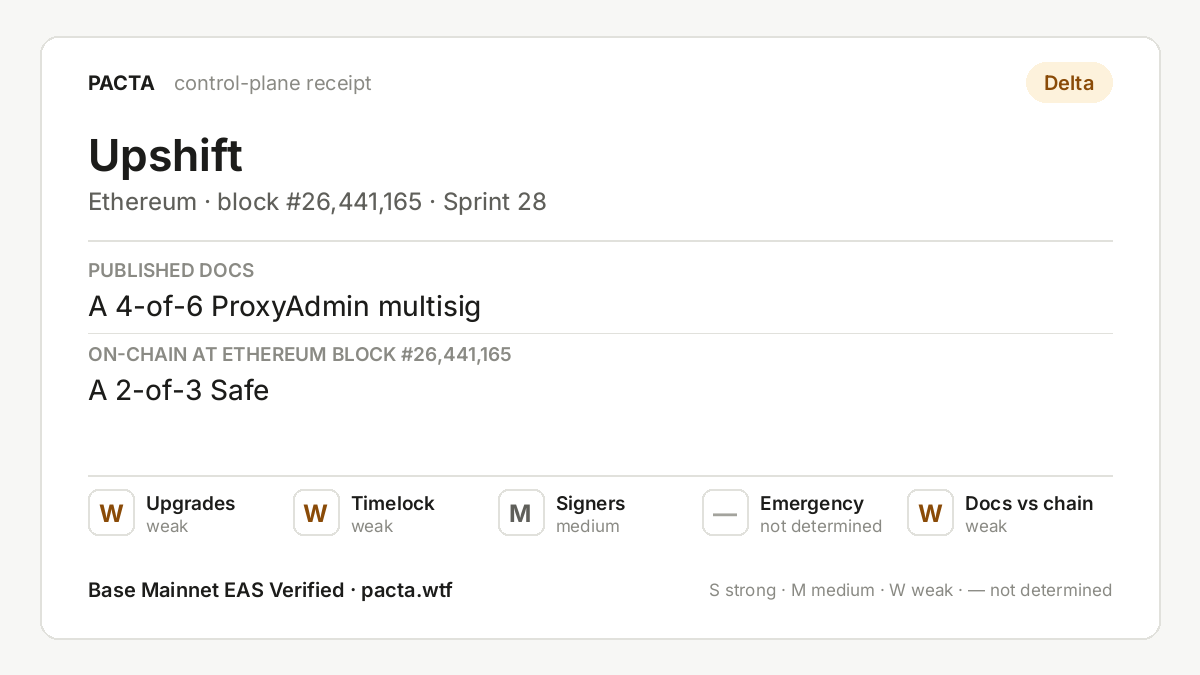 PACTA control-plane receipt Delta
Upshift
Ethereum · block #26,441,165 · Sprint 28
PUBLISHED DOCS
A 4-of-6 ProxyAdmin multisig
ON-CHAIN AT ETHEREUM BLOCK #26,441,165
A 2-of-3 Safe
W Upgrades weak
W Timelock weak
M Signers medium
— Emergency not determined
W Docs vs chain weak
Base Mainnet EAS Verified · pacta.wtf
S strong · M medium · W weak · — not determined